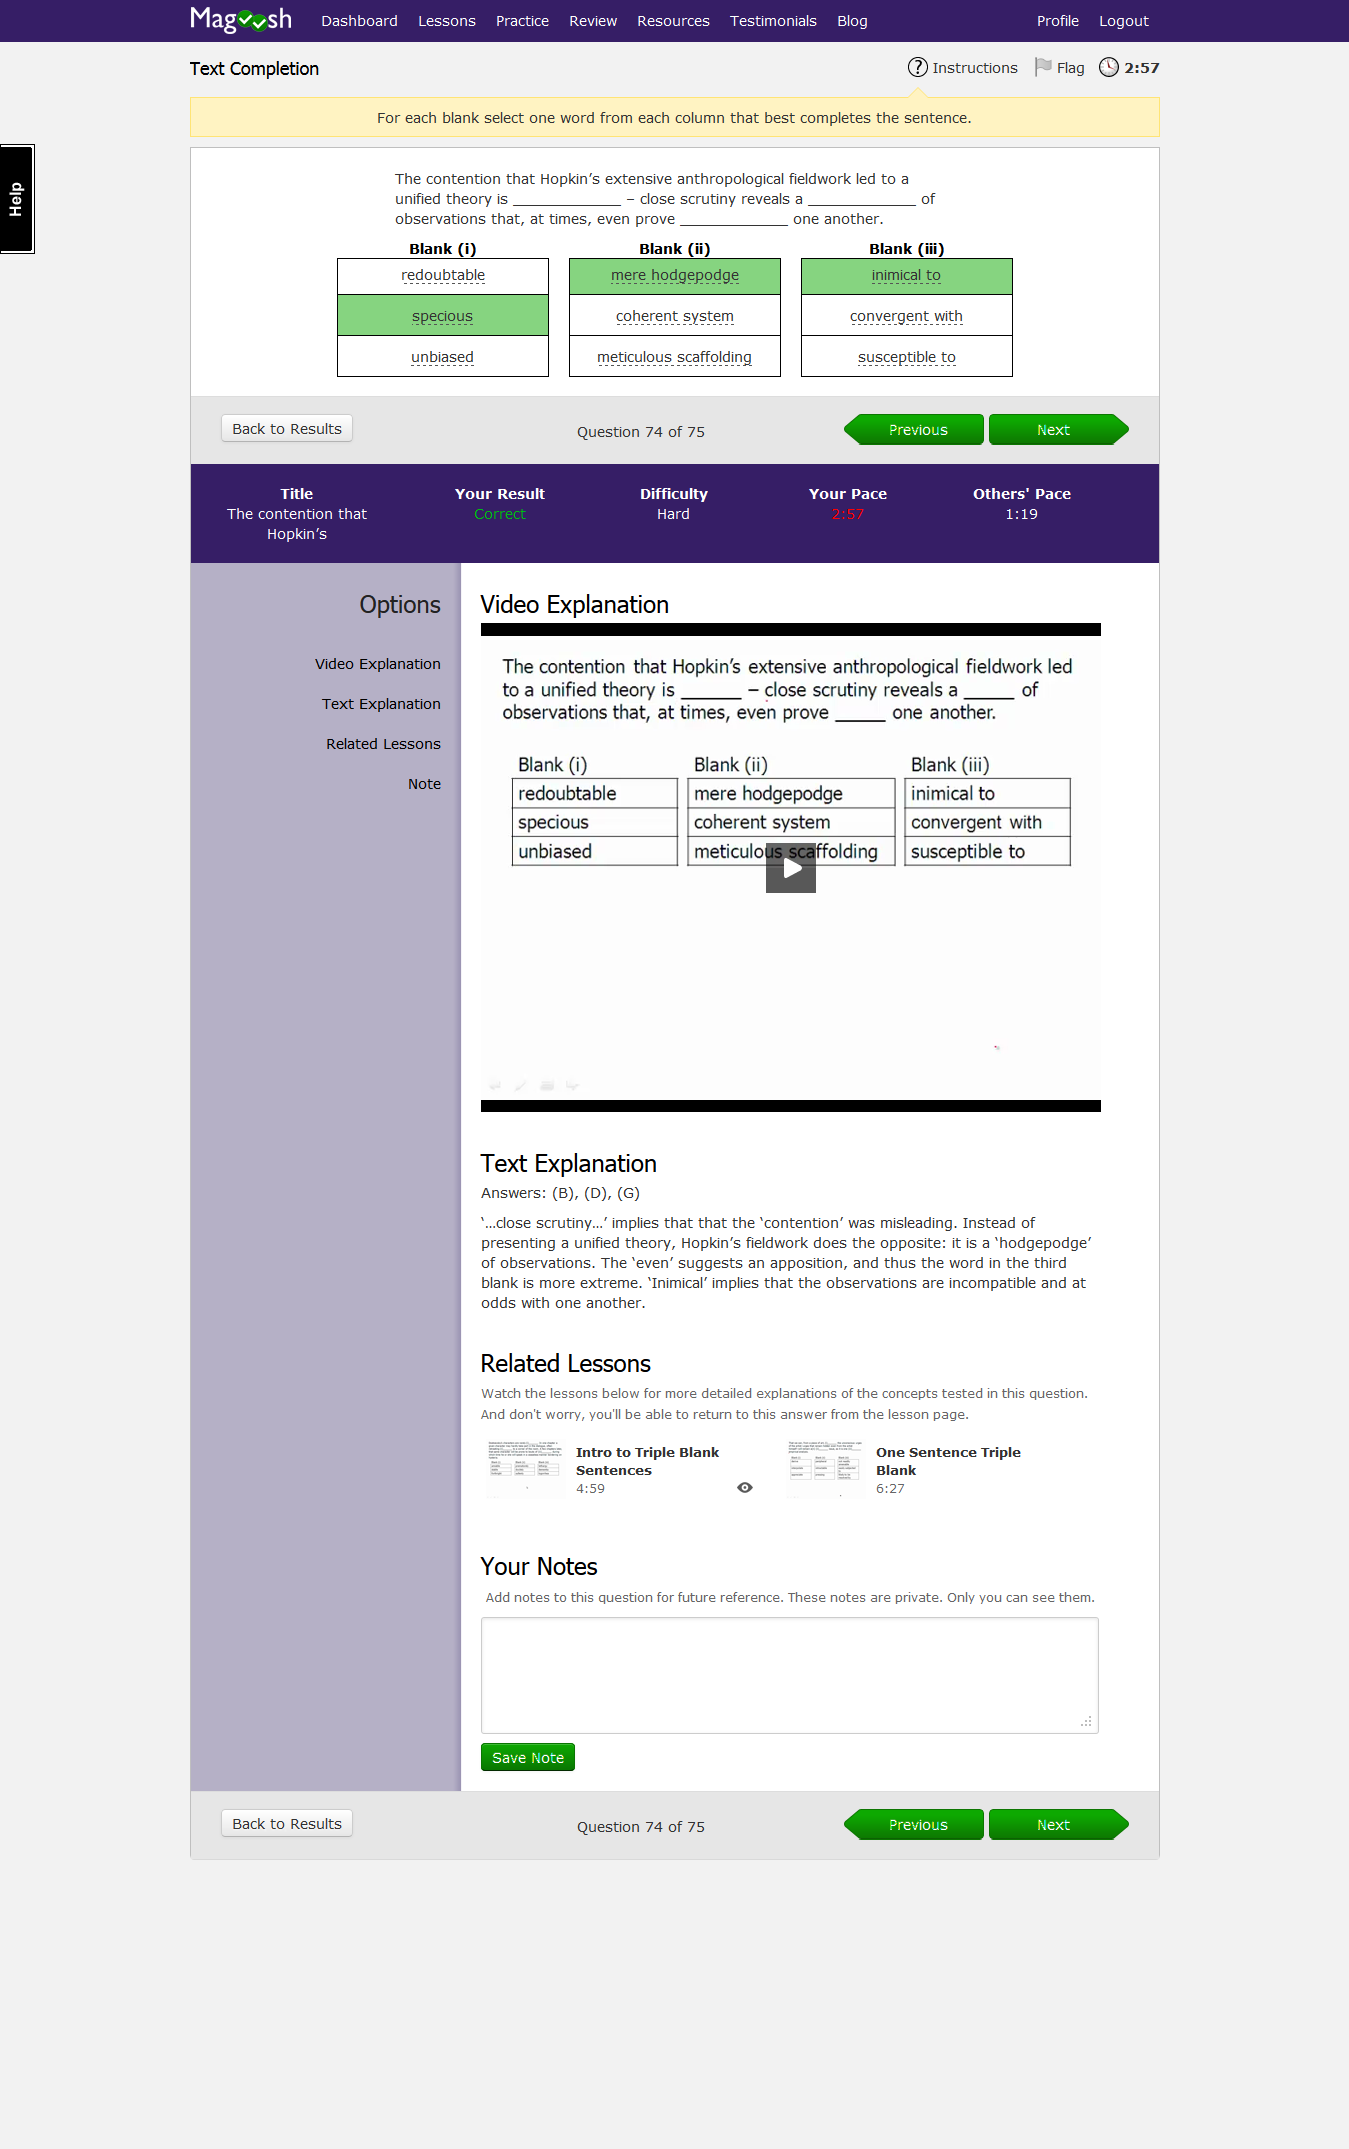 Magoosh Dashboard Lessons Practice Review Resources Testimonials Blog Profile Logout
Text Completion
Instructions Flag 2:57
For each blank select one word from each column that best completes the sentence.
Help
The contention that Hopkin’s extensive anthropological fieldwork led to a
unified theory is _____________ – close scrutiny reveals a _____________ of
observations that, at times, even prove _____________ one another.
Blank (i) Blank (ii) Blank (iii)
redoubtable mere hodgepodge inimical to
specious coherent system convergent with
unbiased meticulous scaffolding susceptible to
Back to Results Question 74 of 75 Previous Next
Title Your Result Difficulty Your Pace Others' Pace
The contention that Correct Hard 2:57 1:19
Hopkin’s
Options
Video Explanation
Text Explanation
Related Lessons
Note
Video Explanation
The contention that Hopkin’s extensive anthropological fieldwork led
to a unified theory is ______ – close scrutiny reveals a _____ of
observations that, at times, even prove _____ one another.
Blank (i) Blank (ii) Blank (iii)
redoubtable mere hodgepodge inimical to
specious coherent system convergent with
unbiased meticulous scaffolding susceptible to
Text Explanation
Answers: (B), (D), (G)
‘...close scrutiny...’ implies that that the ‘contention’ was misleading. Instead of
presenting a unified theory, Hopkin’s fieldwork does the opposite: it is a ‘hodgepodge’
of observations. The ‘even’ suggests an apposition, and thus the word in the third
blank is more extreme. ‘Inimical’ implies that the observations are incompatible and at
odds with one another.
Related Lessons
Watch the lessons below for more detailed explanations of the concepts tested in this question.
And don't worry, you'll be able to return to this answer from the lesson page.
Intro to Triple Blank
Sentences
4:59
One Sentence Triple
Blank
6:27
Your Notes
Add notes to this question for future reference. These notes are private. Only you can see them.
Save Note
Back to Results Question 74 of 75 Previous Next